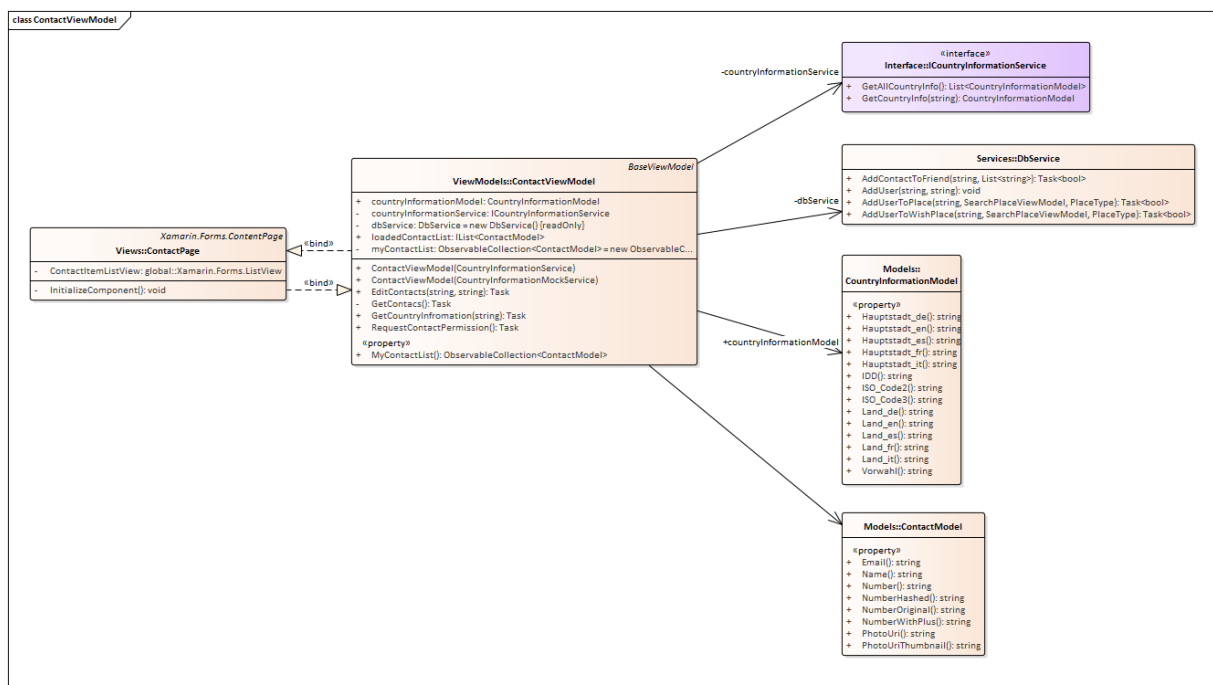 class ContactViewModel
«interface»
Interface::ICountryInformationService
+ GetAllCountryInfo(): List<CountryInformationModel>
+ GetCountryInfo(string): CountryInformationModel
-countryInformationService
Services::DbService
+ AddContactToFriend(string, List<string>): Task<bool>
+ AddUser(string, string): void
+ AddUserToPlace(string, SearchPlaceViewModel, PlaceType): Task<bool>
+ AddUserToWishPlace(string, SearchPlaceViewModel, PlaceType): Task<bool>
-dbService
BaseViewModel
ViewModels::ContactViewModel
+ countryInformationModel: CountryInformationModel
- countryInformationService: ICountryInformationService
- dbService: DbService = new DbService() {readOnly}
+ loadedContactList: IList<ContactModel>
- myContactList: ObservableCollection<ContactModel> = new ObservableC...
+ ContactViewModel(CountryInformationService)
+ ContactViewModel(CountryInformationMockService)
+ EditContacts(string, string): Task
- GetContacs(): Task
+ GetCountryInfromation(string): Task
+ RequestContactPermission(): Task
«property»
+ MyContactList(): ObservableCollection<ContactModel>
Xamarin.Forms.ContentPage
Views::ContactPage
- ContactItemListView: global::Xamarin.Forms.ListView
- InitializeComponent(): void
«bind»
«bind»
+countryInformationModel
Models::
CountryInformationModel
«property»
+ Hauptstadt_de(): string
+ Hauptstadt_en(): string
+ Hauptstadt_es(): string
+ Hauptstadt_fr(): string
+ Hauptstadt_it(): string
+ IDD(): string
+ ISO_Code2(): string
+ ISO_Code3(): string
+ Land_de(): string
+ Land_en(): string
+ Land_es(): string
+ Land_fr(): string
+ Land_it(): string
+ Vorwahl(): string
Models::ContactModel
«property»
+ Email(): string
+ Name(): string
+ Number(): string
+ NumberHashed(): string
+ NumberOriginal(): string
+ NumberWithPlus(): string
+ PhotoUri(): string
+ PhotoUriThumbnail(): string